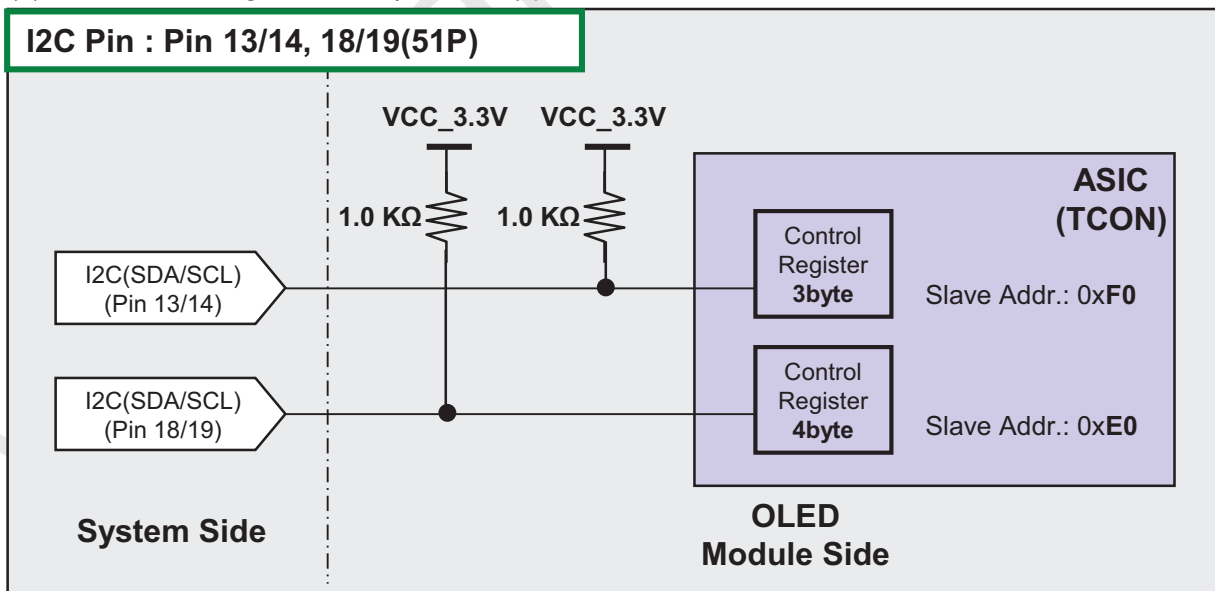 I2C Pin : Pin 13/14, 18/19(51P)
VCC_3.3V VCC_3.3V
1.0 KΩ 1.0 KΩ
ASIC
(TCON)
I2C(SDA/SCL)
(Pin 13/14)
Control
Register
3byte
Slave Addr.: 0xF0
I2C(SDA/SCL)
(Pin 18/19)
Control
Register
4byte
Slave Addr.: 0xE0
System Side
OLED
Module Side